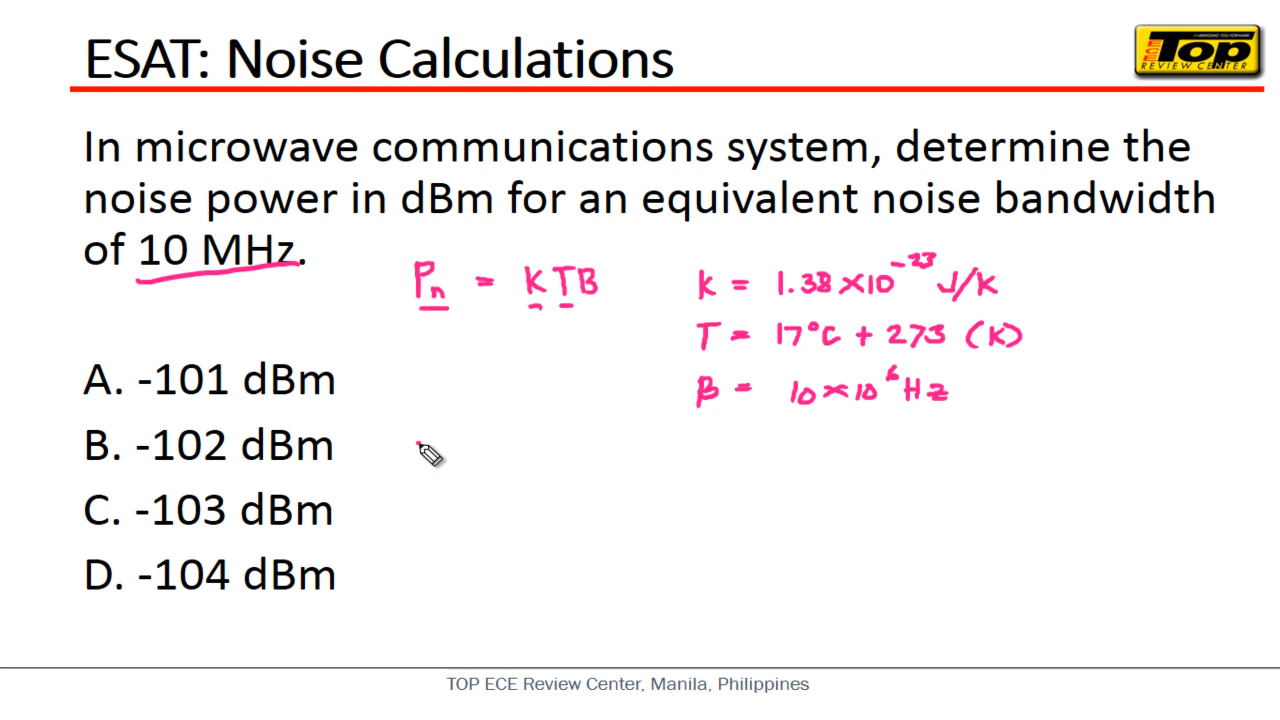 ESAT: Noise Calculations
ECE Top
REVIEW CENTER
In microwave communications system, determine the
noise power in dBm for an equivalent noise bandwidth
of 10 MHz.
Pn = KTB
k = 1.38 × 10^-23 J/K
T = 17°C + 273 (K)
B = 10 × 10^6 Hz
A. -101 dBm
B. -102 dBm
C. -103 dBm
D. -104 dBm
TOP ECE Review Center, Manila, Philippines